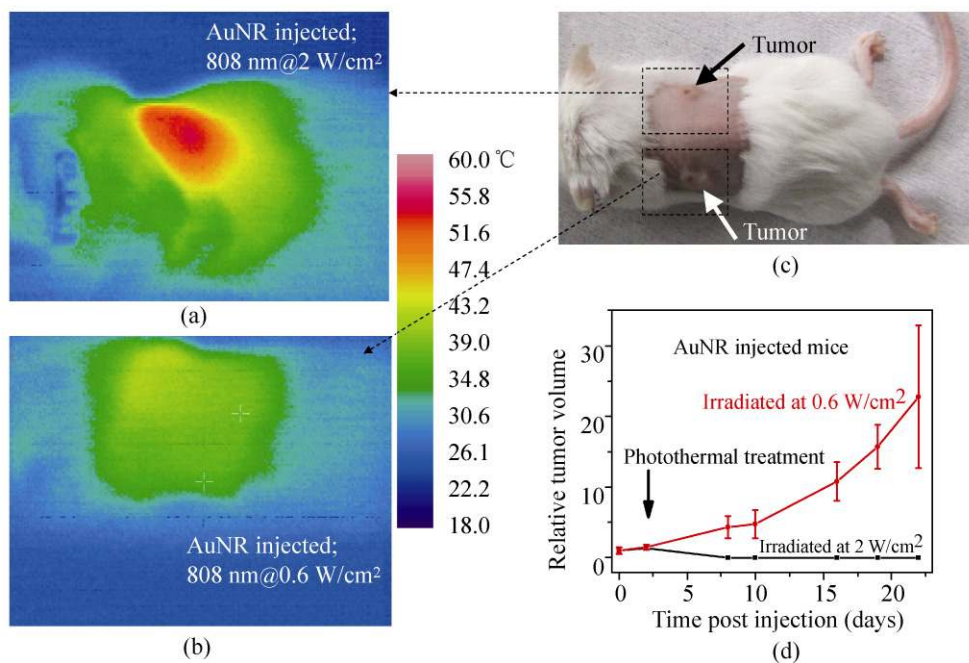 AuNR injected;
808 nm@2 W/cm²
(a)
60.0 ℃
55.8
51.6
47.4
43.2
39.0
34.8
30.6
26.1
22.2
18.0
AuNR injected;
808 nm@0.6 W/cm²
(b)
Tumor
Tumor
(c)
AuNR injected mice
Irradiated at 0.6 W/cm²
Photothermal treatment
Irradiated at 2 W/cm²
Relative tumor volume
30
20
10
0
0
5
10
15
20
Time post injection (days)
(d)